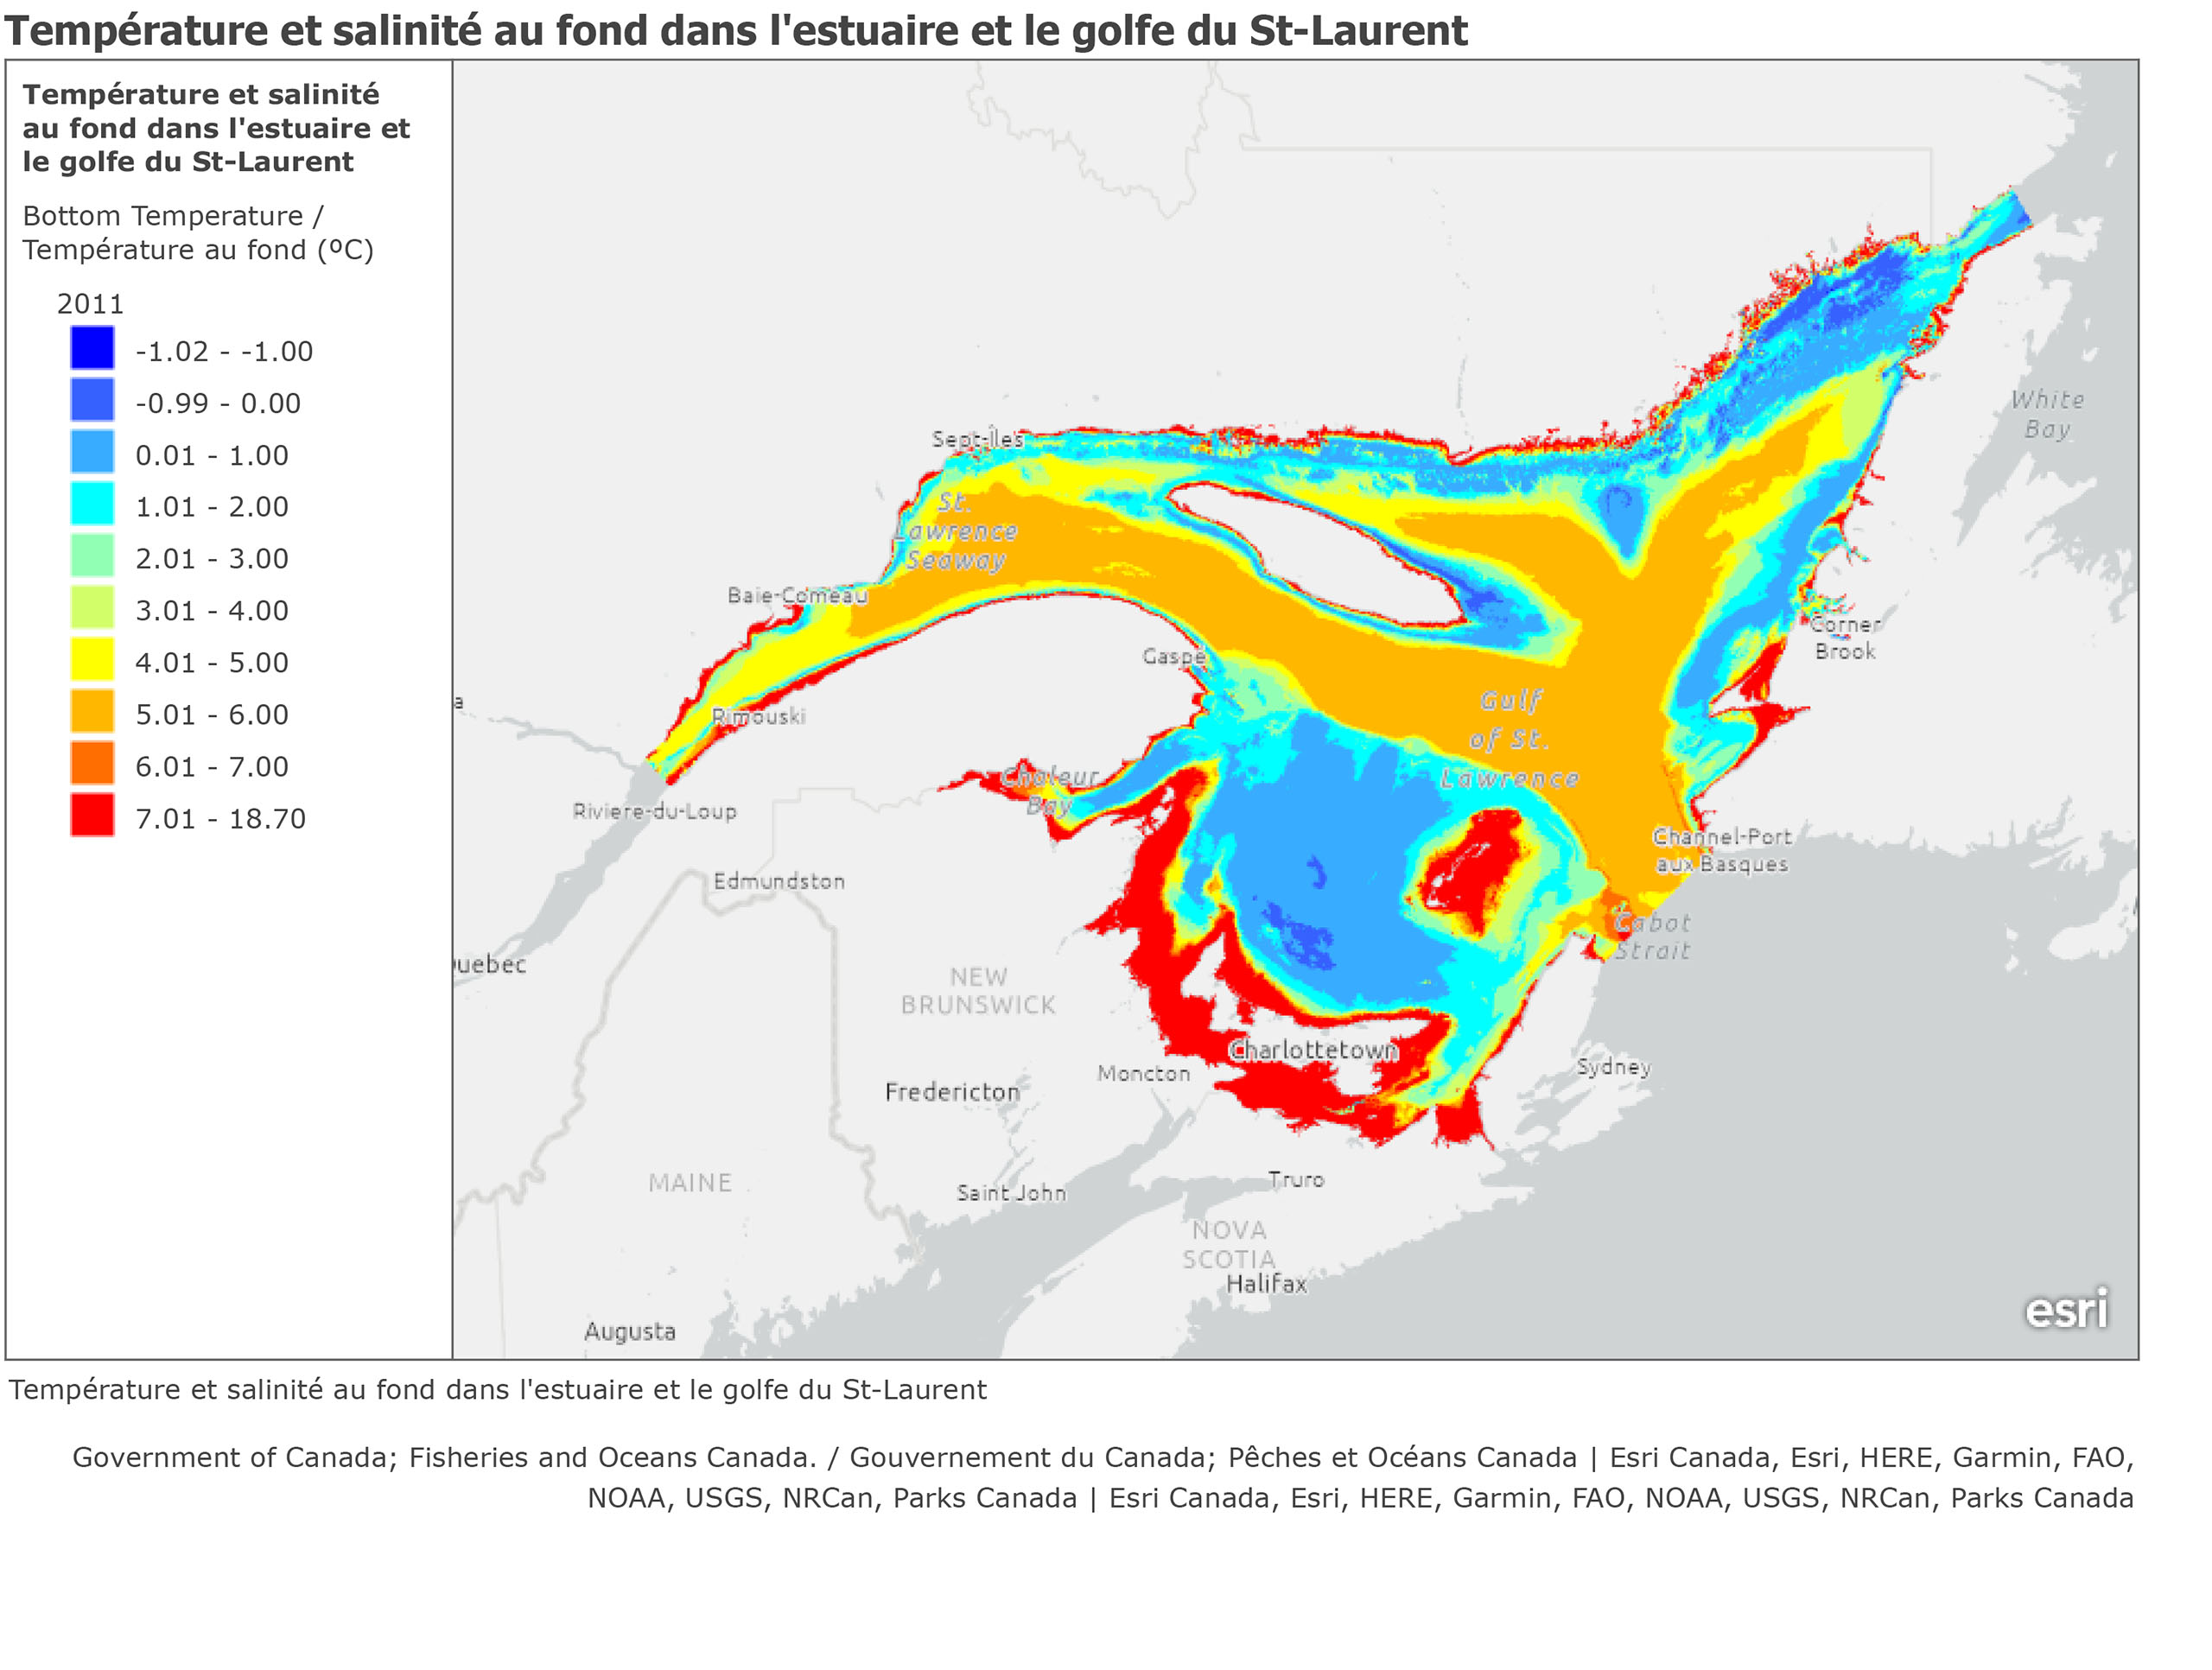 Température et salinité au fond dans l'estuaire et le golfe du St-Laurent
Température et salinité
au fond dans l'estuaire et
le golfe du St-Laurent
Bottom Temperature /
Température au fond (ºC)
2011
-1.02 - -1.00
-0.99 - 0.00
0.01 - 1.00
1.01 - 2.00
2.01 - 3.00
3.01 - 4.00
4.01 - 5.00
5.01 - 6.00
6.01 - 7.00
7.01 - 18.70
White
Bay
Sept-Îles
St.
Lawrence
Seaway
Baie-Comeau
Corner
Brook
Gaspé
Rimouski
Gulf
of St.
Lawrence
Chaleur
Bay
Riviere-du-Loup
Channel-Port
aux Basques
Edmundston
Cabot
Strait
uebec
NEW
BRUNSWICK
Charlottetown
Moncton
Sydney
Fredericton
MAINE
Truro
Saint John
NOVA
SCOTIA
Halifax
esri
Augusta
a
Température et salinité au fond dans l'estuaire et le golfe du St-Laurent
Government of Canada; Fisheries and Oceans Canada. / Gouvernement du Canada; Pêches et Océans Canada | Esri Canada, Esri, HERE, Garmin, FAO,
NOAA, USGS, NRCan, Parks Canada | Esri Canada, Esri, HERE, Garmin, FAO, NOAA, USGS, NRCan, Parks Canada